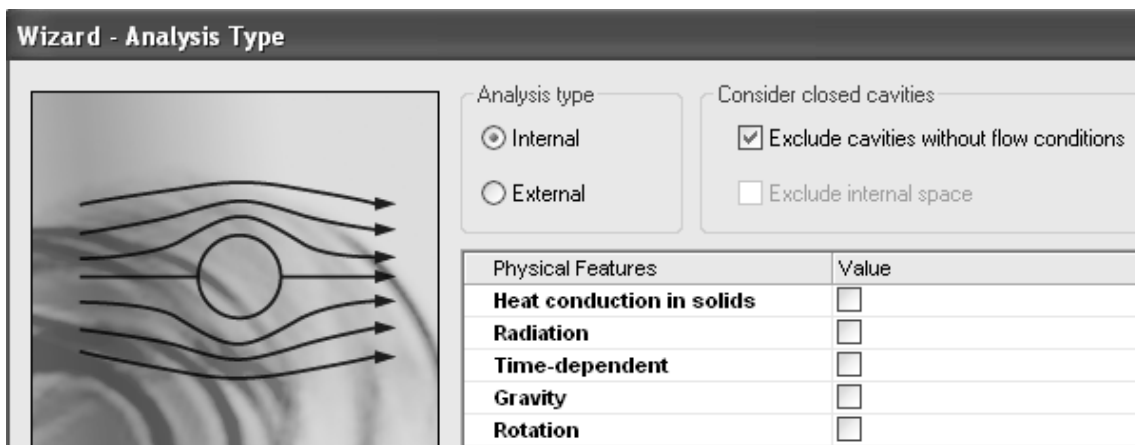 Wizard - Analysis Type
Analysis type
Internal
External
Consider closed cavities
Exclude cavities without flow conditions
Exclude internal space
Physical Features Value
Heat conduction in solids
Radiation
Time-dependent
Gravity
Rotation